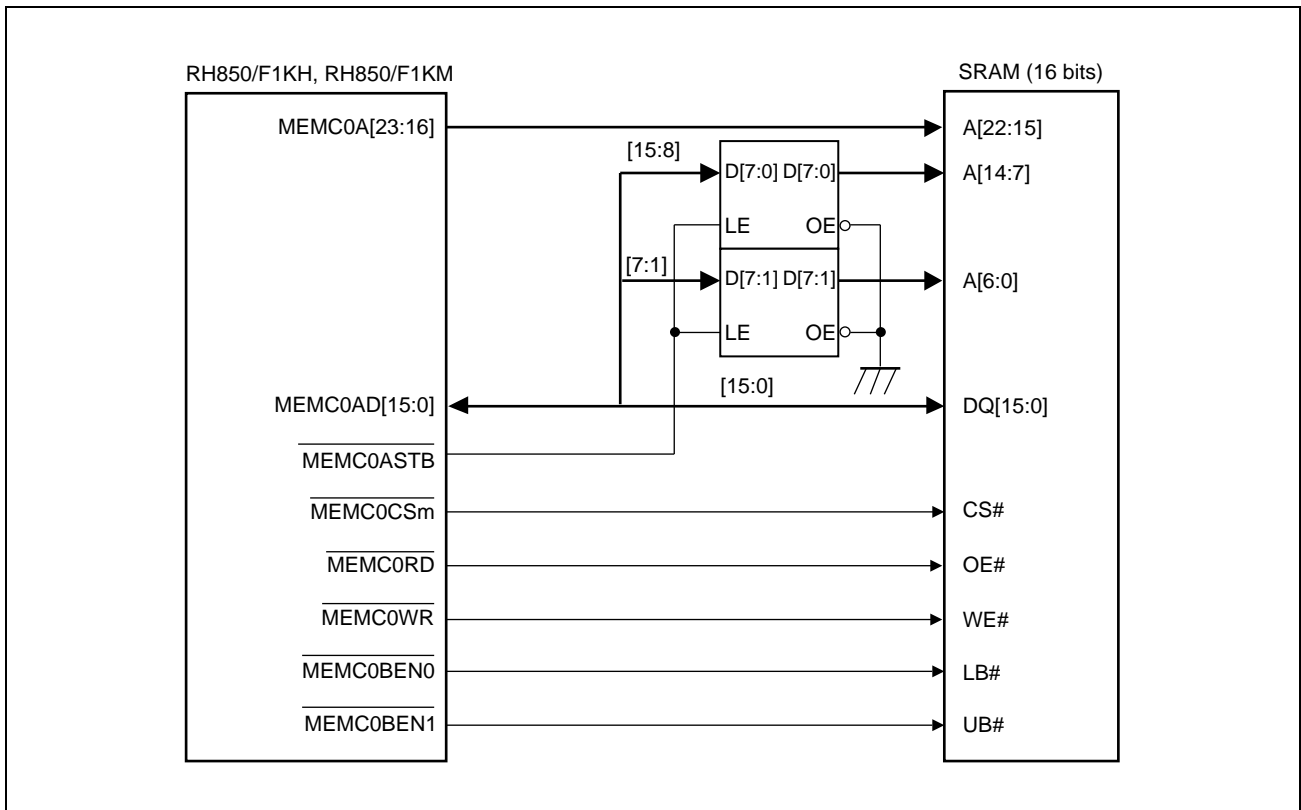 RH850/F1KH, RH850/F1KM
SRAM (16 bits)
MEMC0A[23:16]
A[22:15]
[15:8]
D[7:0] D[7:0]
A[14:7]
LE OE
[7:1]
D[7:1] D[7:1]
A[6:0]
LE OE
[15:0]
MEMC0AD[15:0]
DQ[15:0]
MEMC0ASTB
MEMC0CSm
CS#
MEMC0RD
OE#
MEMC0WR
WE#
MEMC0BEN0
LB#
MEMC0BEN1
UB#